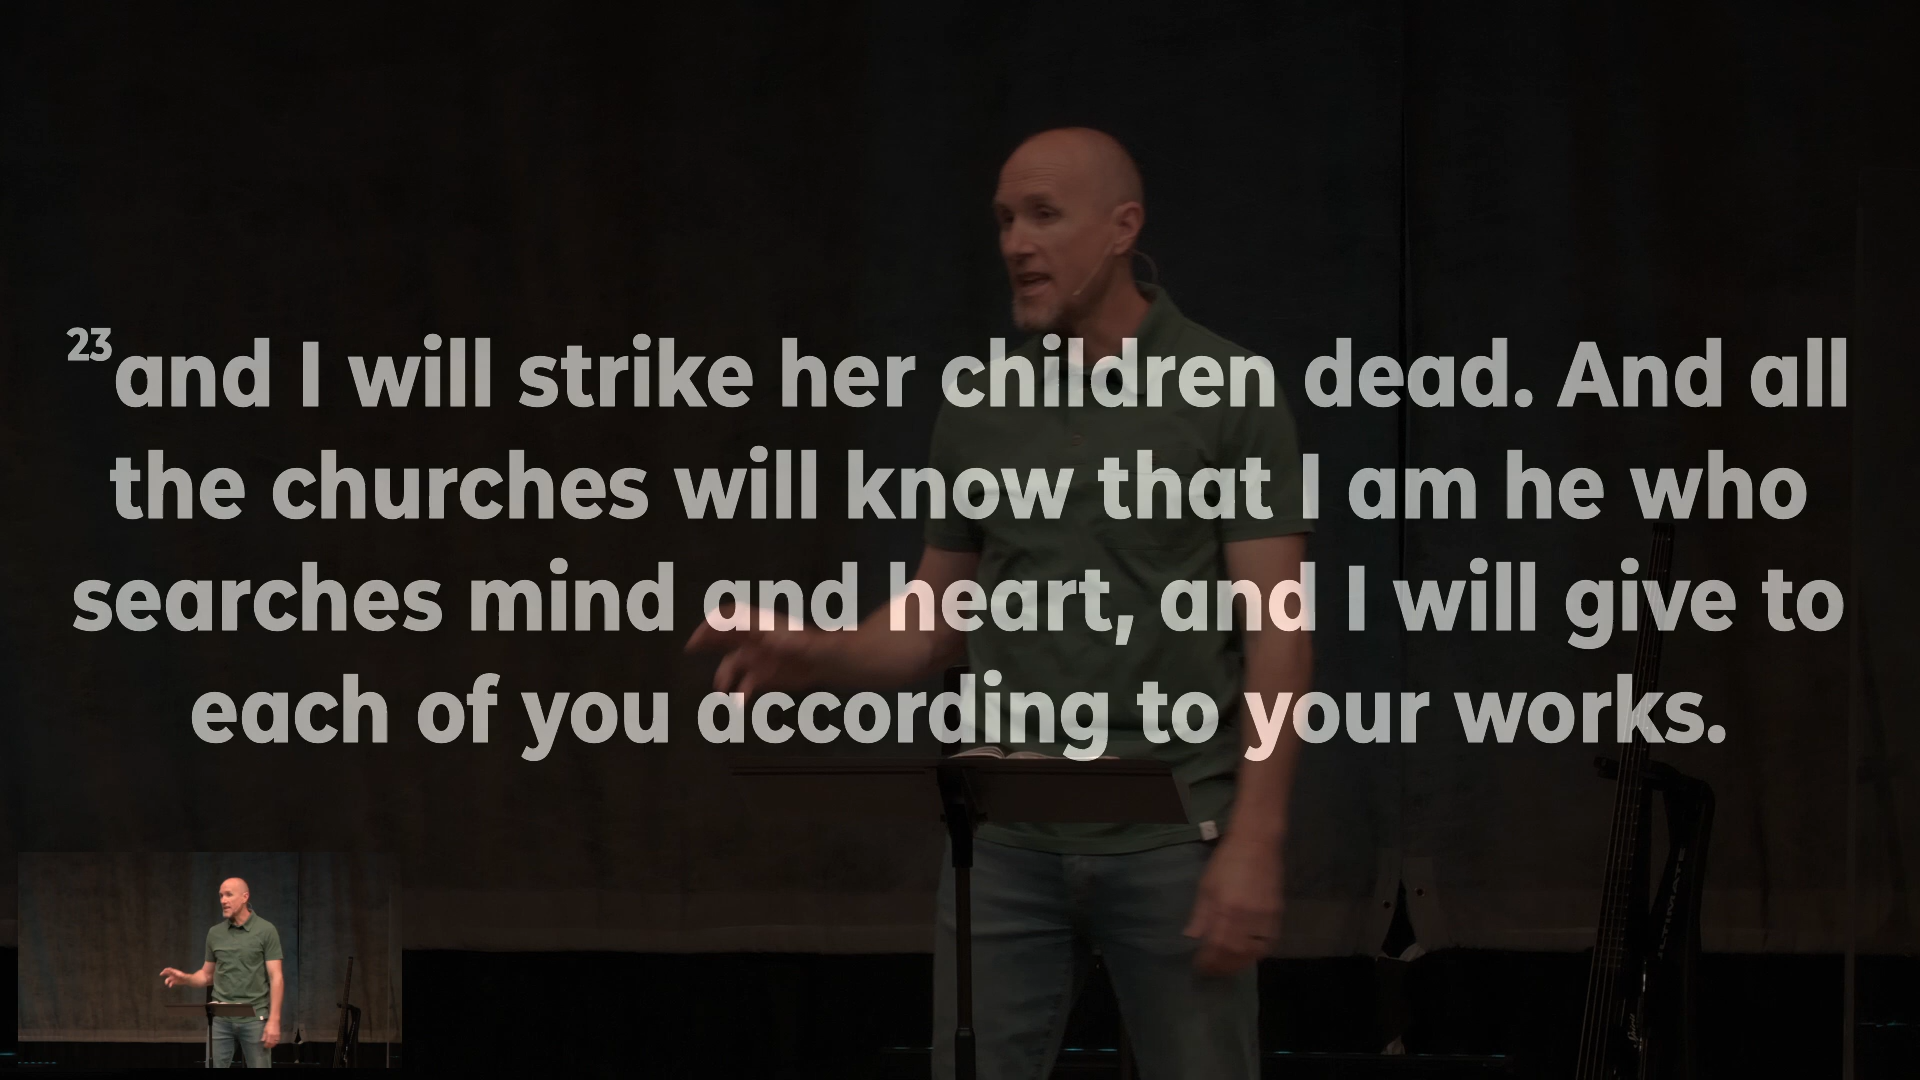 23and I will strike her children dead. And all
the churches will know that I am he who
searches mind and heart, and I will give to
each of you according to your works.
ULTIMATE